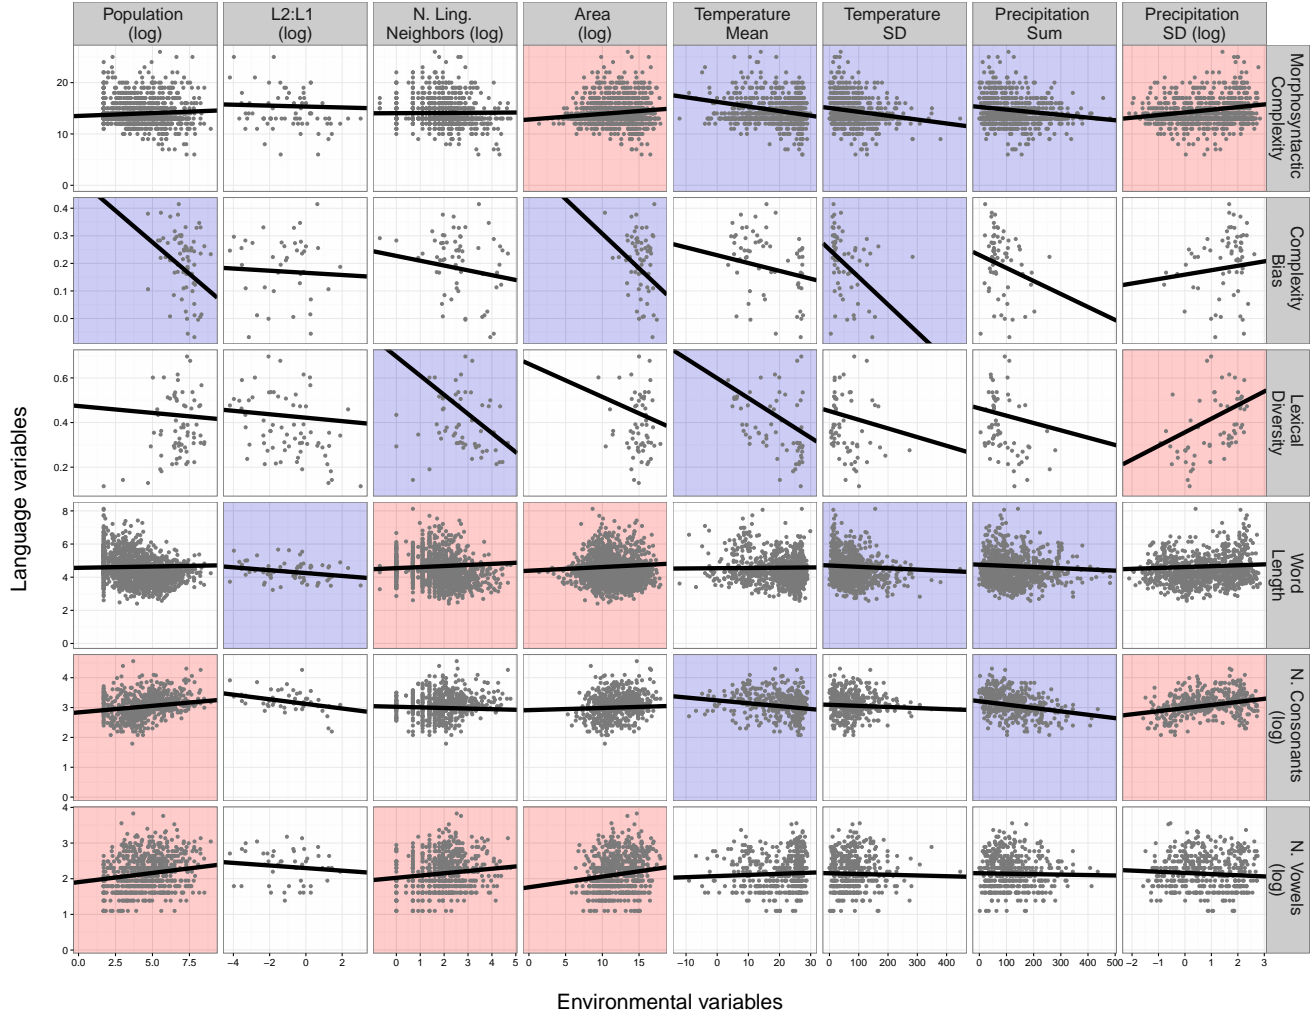 Population
(log)
L2:L1
(log)
N. Ling.
Neighbors (log)
Area
(log)
Temperature
Mean
Temperature
SD
Precipitation
Sum
Precipitation
SD (log)
20
10
0
Morphosyntactic
Complexity
0.4
0.3
0.2
0.1
0.0
Complexity
Bias
0.6
0.4
0.2
Lexical
Diversity
8
6
4
2
0
Word
Length
4
3
2
1
0
N. Consonants
(log)
4
3
2
1
0
N. Vowels
(log)
0.0 2.5 5.0 7.5
−4 −2 0 2
0 1 2 3 4 5
0 5 10 15
−10 0 10 20 30
0 100 200 300 400
0 100 200 300 400 500
−2 −1 0 1 2 3
Language variables
Environmental variables